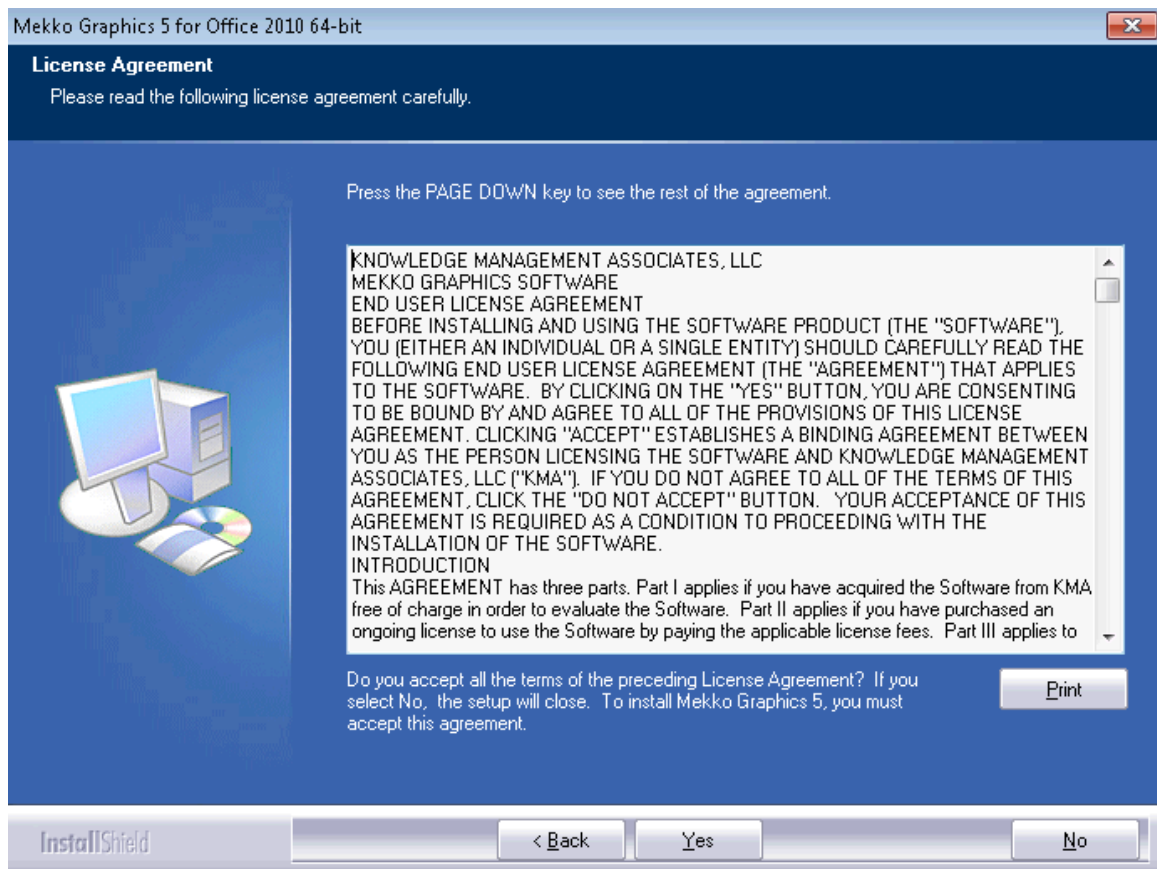 Mekko Graphics 5 for Office 2010 64-bit
License Agreement
Please read the following license agreement carefully.
Press the PAGE DOWN key to see the rest of the agreement.
KNOWLEDGE MANAGEMENT ASSOCIATES, LLC
MEKKO GRAPHICS SOFTWARE
END USER LICENSE AGREEMENT
BEFORE INSTALLING AND USING THE SOFTWARE PRODUCT (THE "SOFTWARE"),
YOU (EITHER AN INDIVIDUAL OR A SINGLE ENTITY) SHOULD CAREFULLY READ THE
FOLLOWING END USER LICENSE AGREEMENT (THE "AGREEMENT") THAT APPLIES
TO THE SOFTWARE.  BY CLICKING ON THE "YES" BUTTON, YOU ARE CONSENTING
TO BE BOUND BY AND AGREE TO ALL OF THE PROVISIONS OF THIS LICENSE
AGREEMENT. CLICKING "ACCEPT" ESTABLISHES A BINDING AGREEMENT BETWEEN
YOU AS THE PERSON LICENSING THE SOFTWARE AND KNOWLEDGE MANAGEMENT
ASSOCIATES, LLC ("KMA").  IF YOU DO NOT AGREE TO ALL OF THE TERMS OF THIS
AGREEMENT, CLICK THE "DO NOT ACCEPT" BUTTON.   YOUR ACCEPTANCE OF THIS
AGREEMENT IS REQUIRED AS A CONDITION TO PROCEEDING WITH THE
INSTALLATION OF THE SOFTWARE.
INTRODUCTION
This AGREEMENT has three parts. Part I applies if you have acquired the Software from KMA
free of charge in order to evaluate the Software.  Part II applies if you have purchased an
ongoing license to use the Software by paying the applicable license fees.  Part III applies to
Do you accept all the terms of the preceding License Agreement?  If you
select No,  the setup will close.  To install Mekko Graphics 5, you must
accept this agreement.
Print
InstallShield
< Back
Yes
No